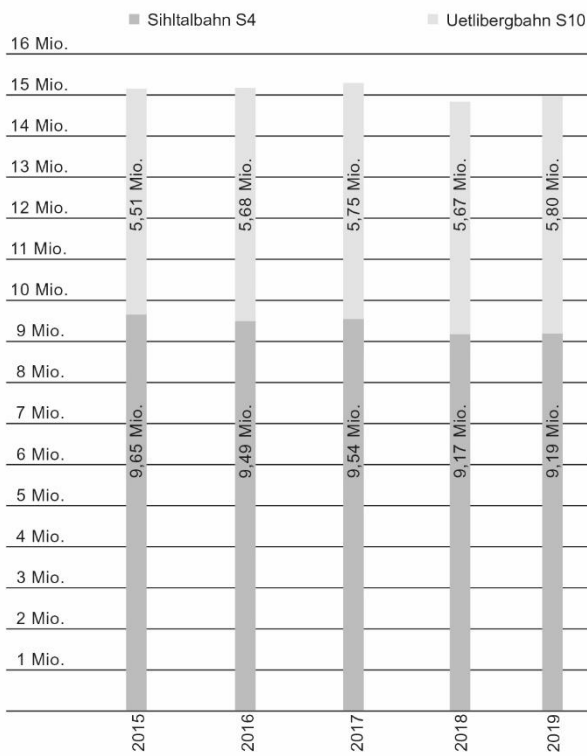 Sihltalbahn S4
Uetlibergbahn S10
16 Mio.
15 Mio.
14 Mio.
13 Mio.
12 Mio.
11 Mio.
10 Mio.
9 Mio.
8 Mio.
7 Mio.
6 Mio.
5 Mio.
4 Mio.
3 Mio.
2 Mio.
1 Mio.
5,51 Mio.
5,68 Mio.
5,75 Mio.
5,67 Mio.
5,80 Mio.
9,65 Mio.
9,49 Mio.
9,54 Mio.
9,17 Mio.
9,19 Mio.
2015
2016
2017
2018
2019